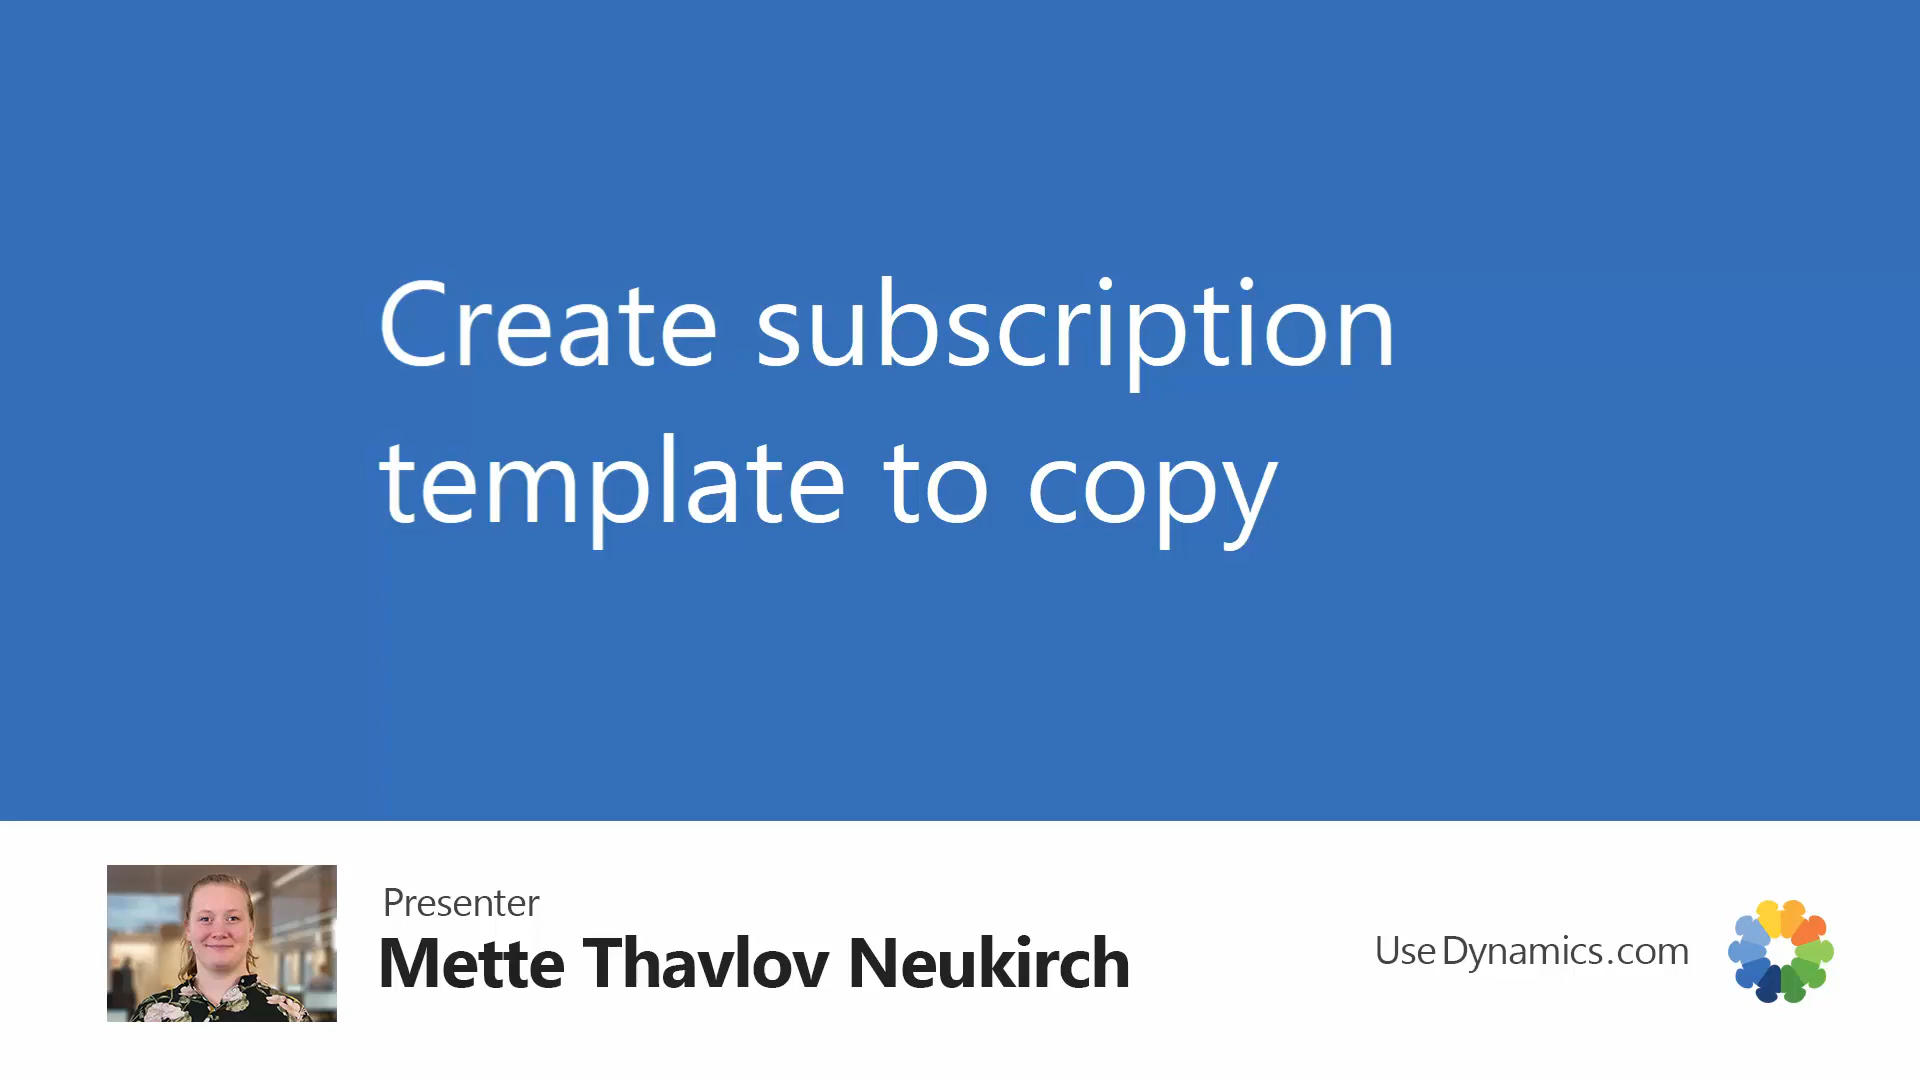 Create subscription
template to copy
Presenter
Mette Thavlov Neukirch
UseDynamics.com